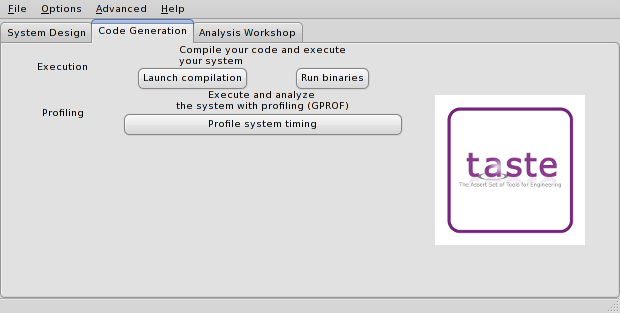 File Options Advanced Help
System Design Code Generation Analysis Workshop
Compile your code and execute
your system
Execution
Launch compilation Run binaries
Execute and analyze
the system with profiling (GPROF)
Profiling
Profile system timing
taste
The Assert Set of Tools for Engineering